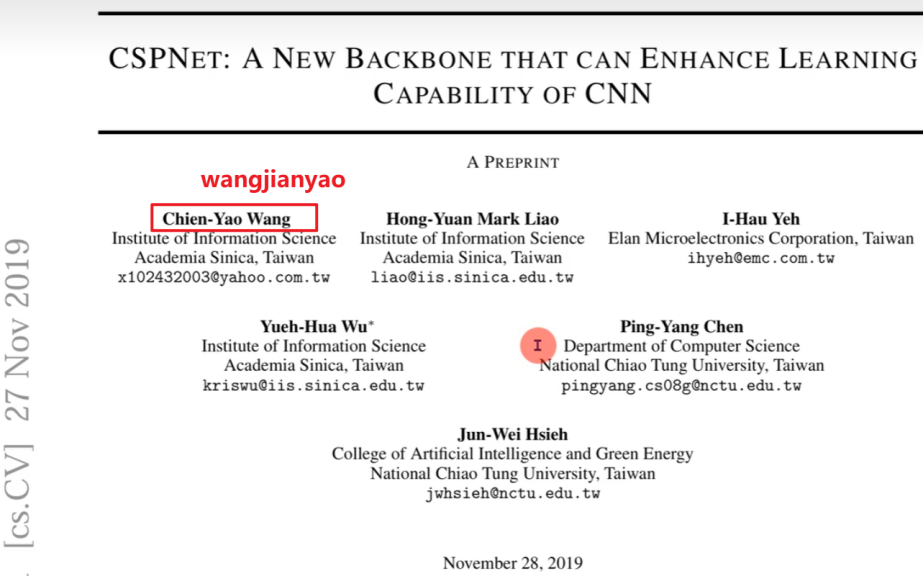 CSPNET: A NEW BACKBONE THAT CAN ENHANCE LEARNING
CAPABILITY OF CNN
A PREPRINT
wangjianyao
Chien-Yao Wang
Institute of Information Science
Academia Sinica, Taiwan
x102432003@yahoo.com.tw
Hong-Yuan Mark Liao
Institute of Information Science
Academia Sinica, Taiwan
liao@iis.sinica.edu.tw
I-Hau Yeh
Elan Microelectronics Corporation, Taiwan
ihyeh@emc.com.tw
Yueh-Hua Wu*
Institute of Information Science
Academia Sinica, Taiwan
kriswu@iis.sinica.edu.tw
Ping-Yang Chen
Department of Computer Science
National Chiao Tung University, Taiwan
pingyang.cs08g@nctu.edu.tw
Jun-Wei Hsieh
College of Artificial Intelligence and Green Energy
National Chiao Tung University, Taiwan
jwhsieh@nctu.edu.tw
November 28, 2019
[cs.CV] 27 Nov 2019